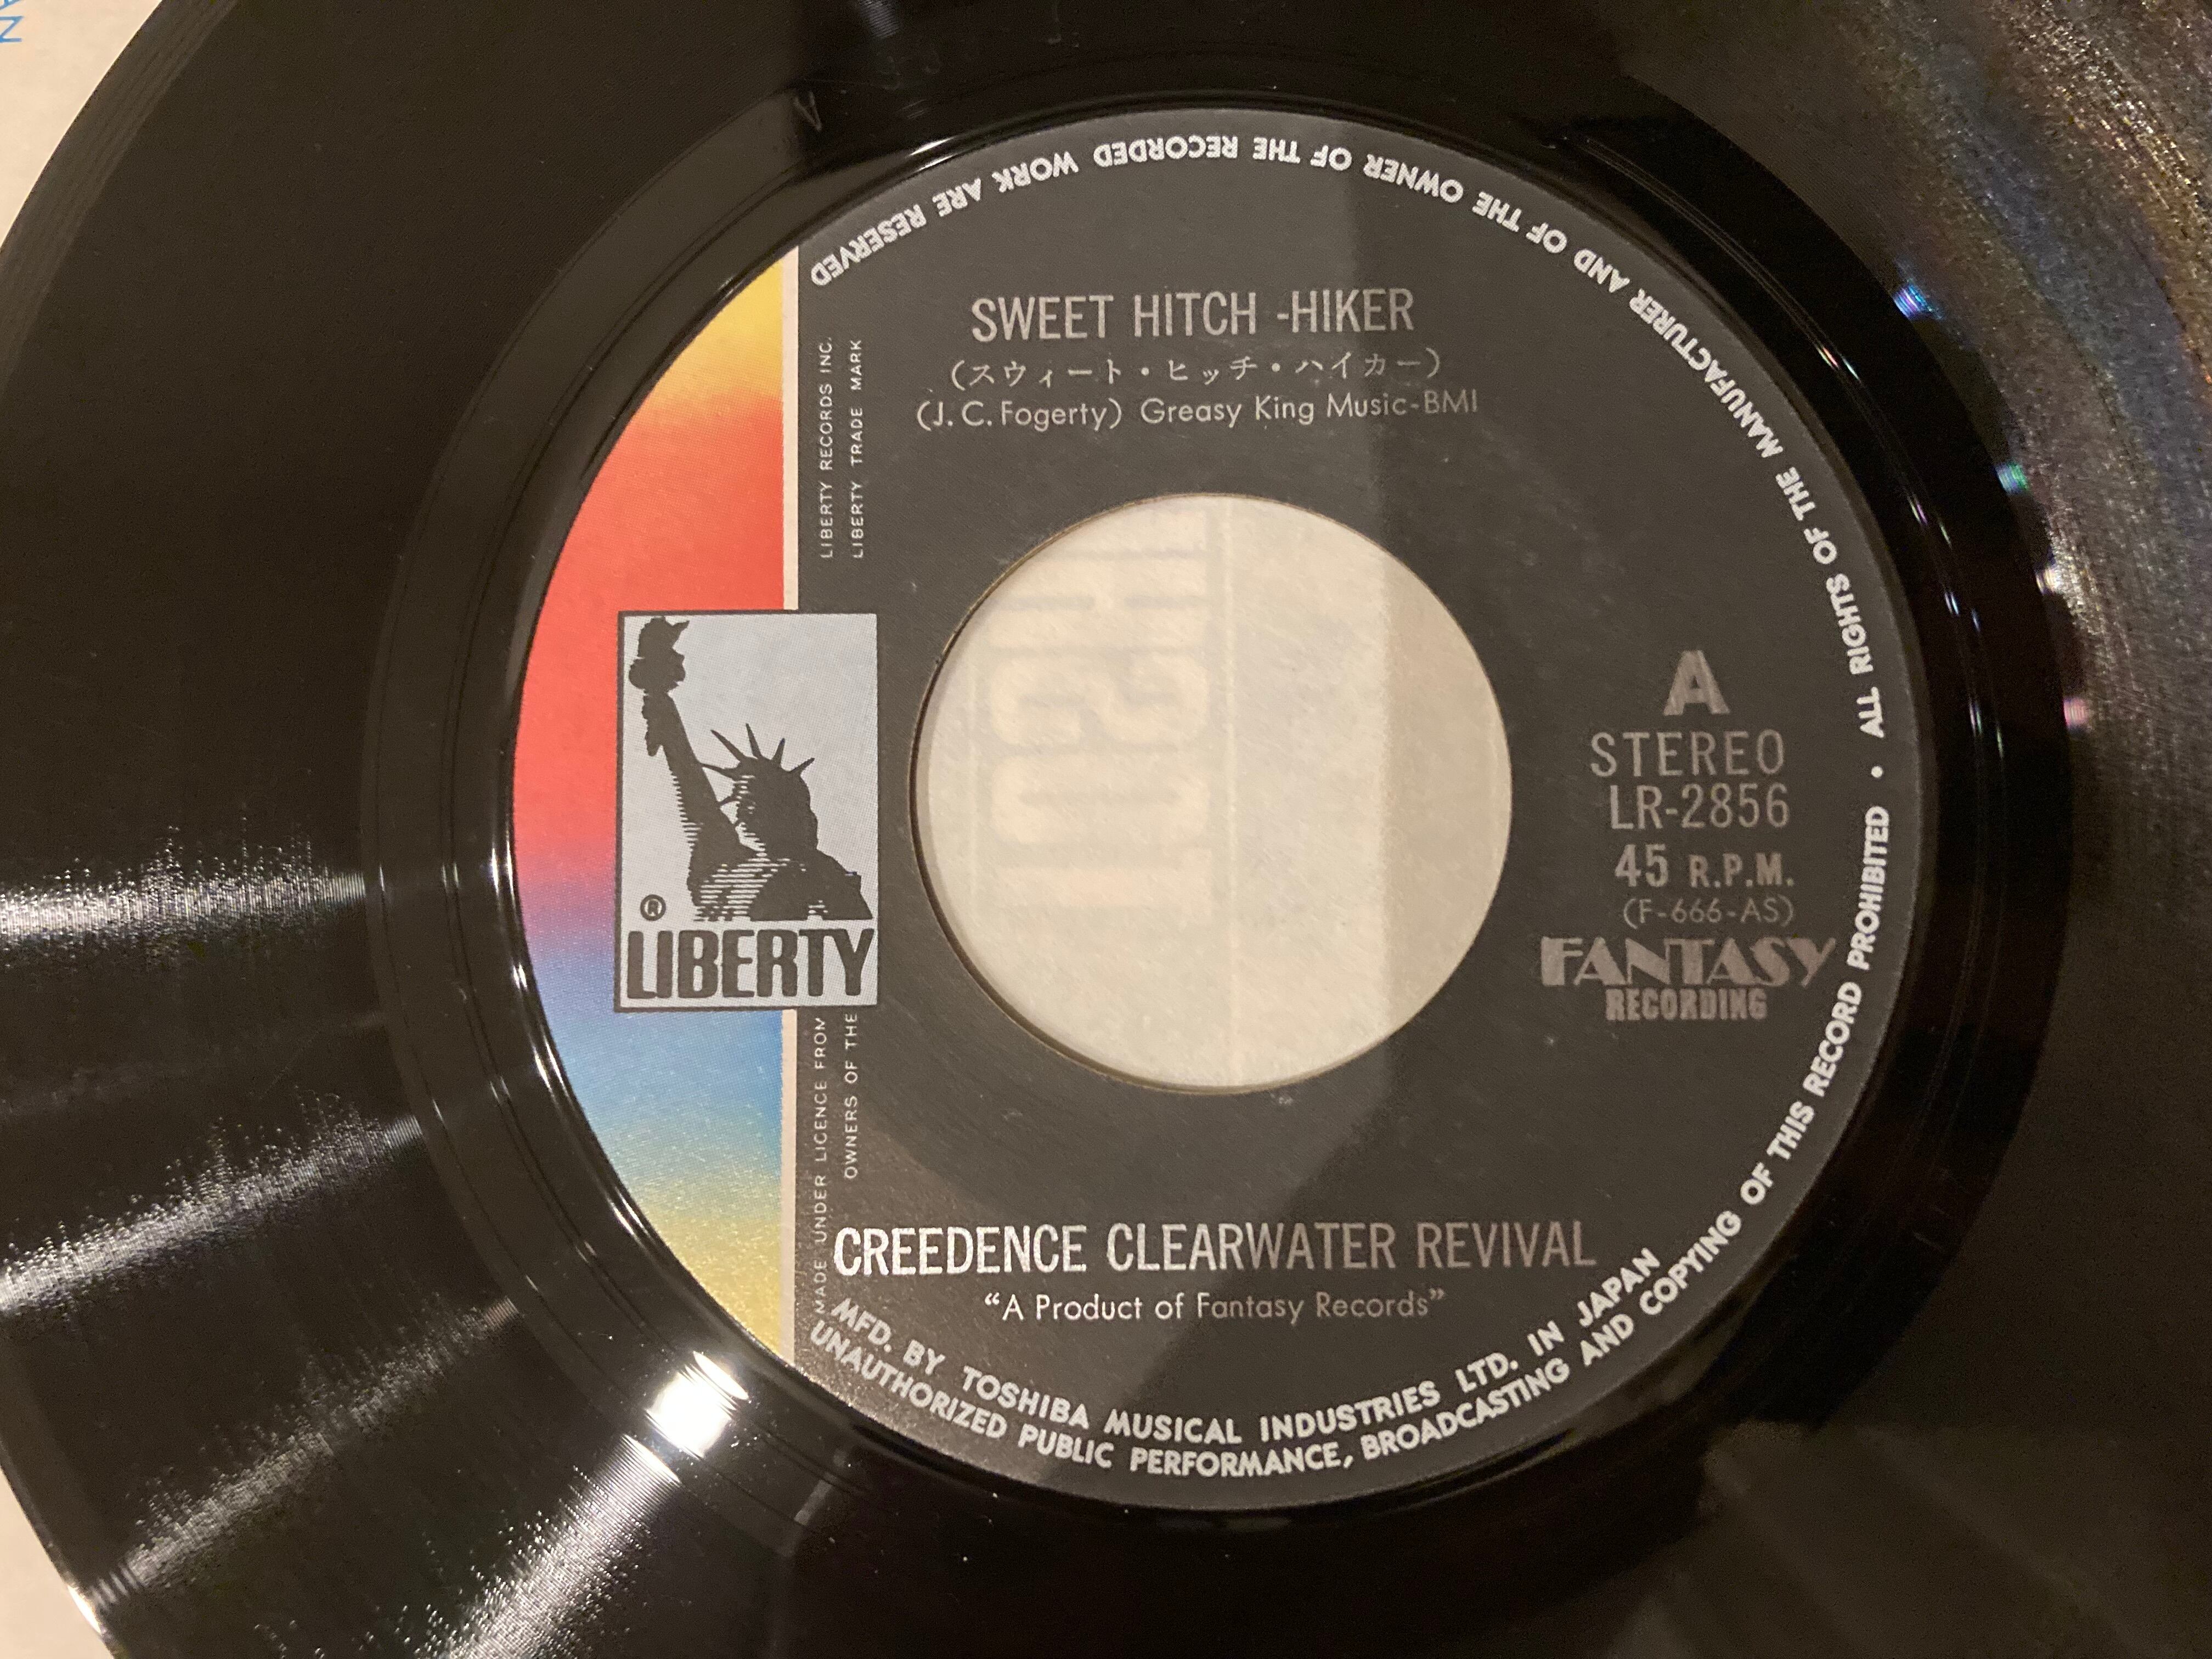 SWEET HITCH -HIKER
(スウィート・ヒッチ・ハイカー)
(J. C. Fogerty) Greasy King Music-BMI
LIBERTY RECORDS INC.
LIBERTY TRADE MARK
MADE UNDER LICENCE FROM
OWNERS OF THE
®
LIBERTY
A
STEREO
LR-2856
45 R.P.M.
(F-666-AS)
FANTASY
RECORDING
CREEDENCE CLEARWATER REVIVAL
“A Product of Fantasy Records”
MFD. BY TOSHIBA MUSICAL INDUSTRIES LTD. IN JAPAN
UNAUTHORIZED PUBLIC PERFORMANCE, BROADCASTING AND COPYING OF THIS RECORD PROHIBITED • ALL RIGHTS OF THE MANUFACTURER AND OF THE OWNER OF THE RECORDED WORK ARE RESERVED